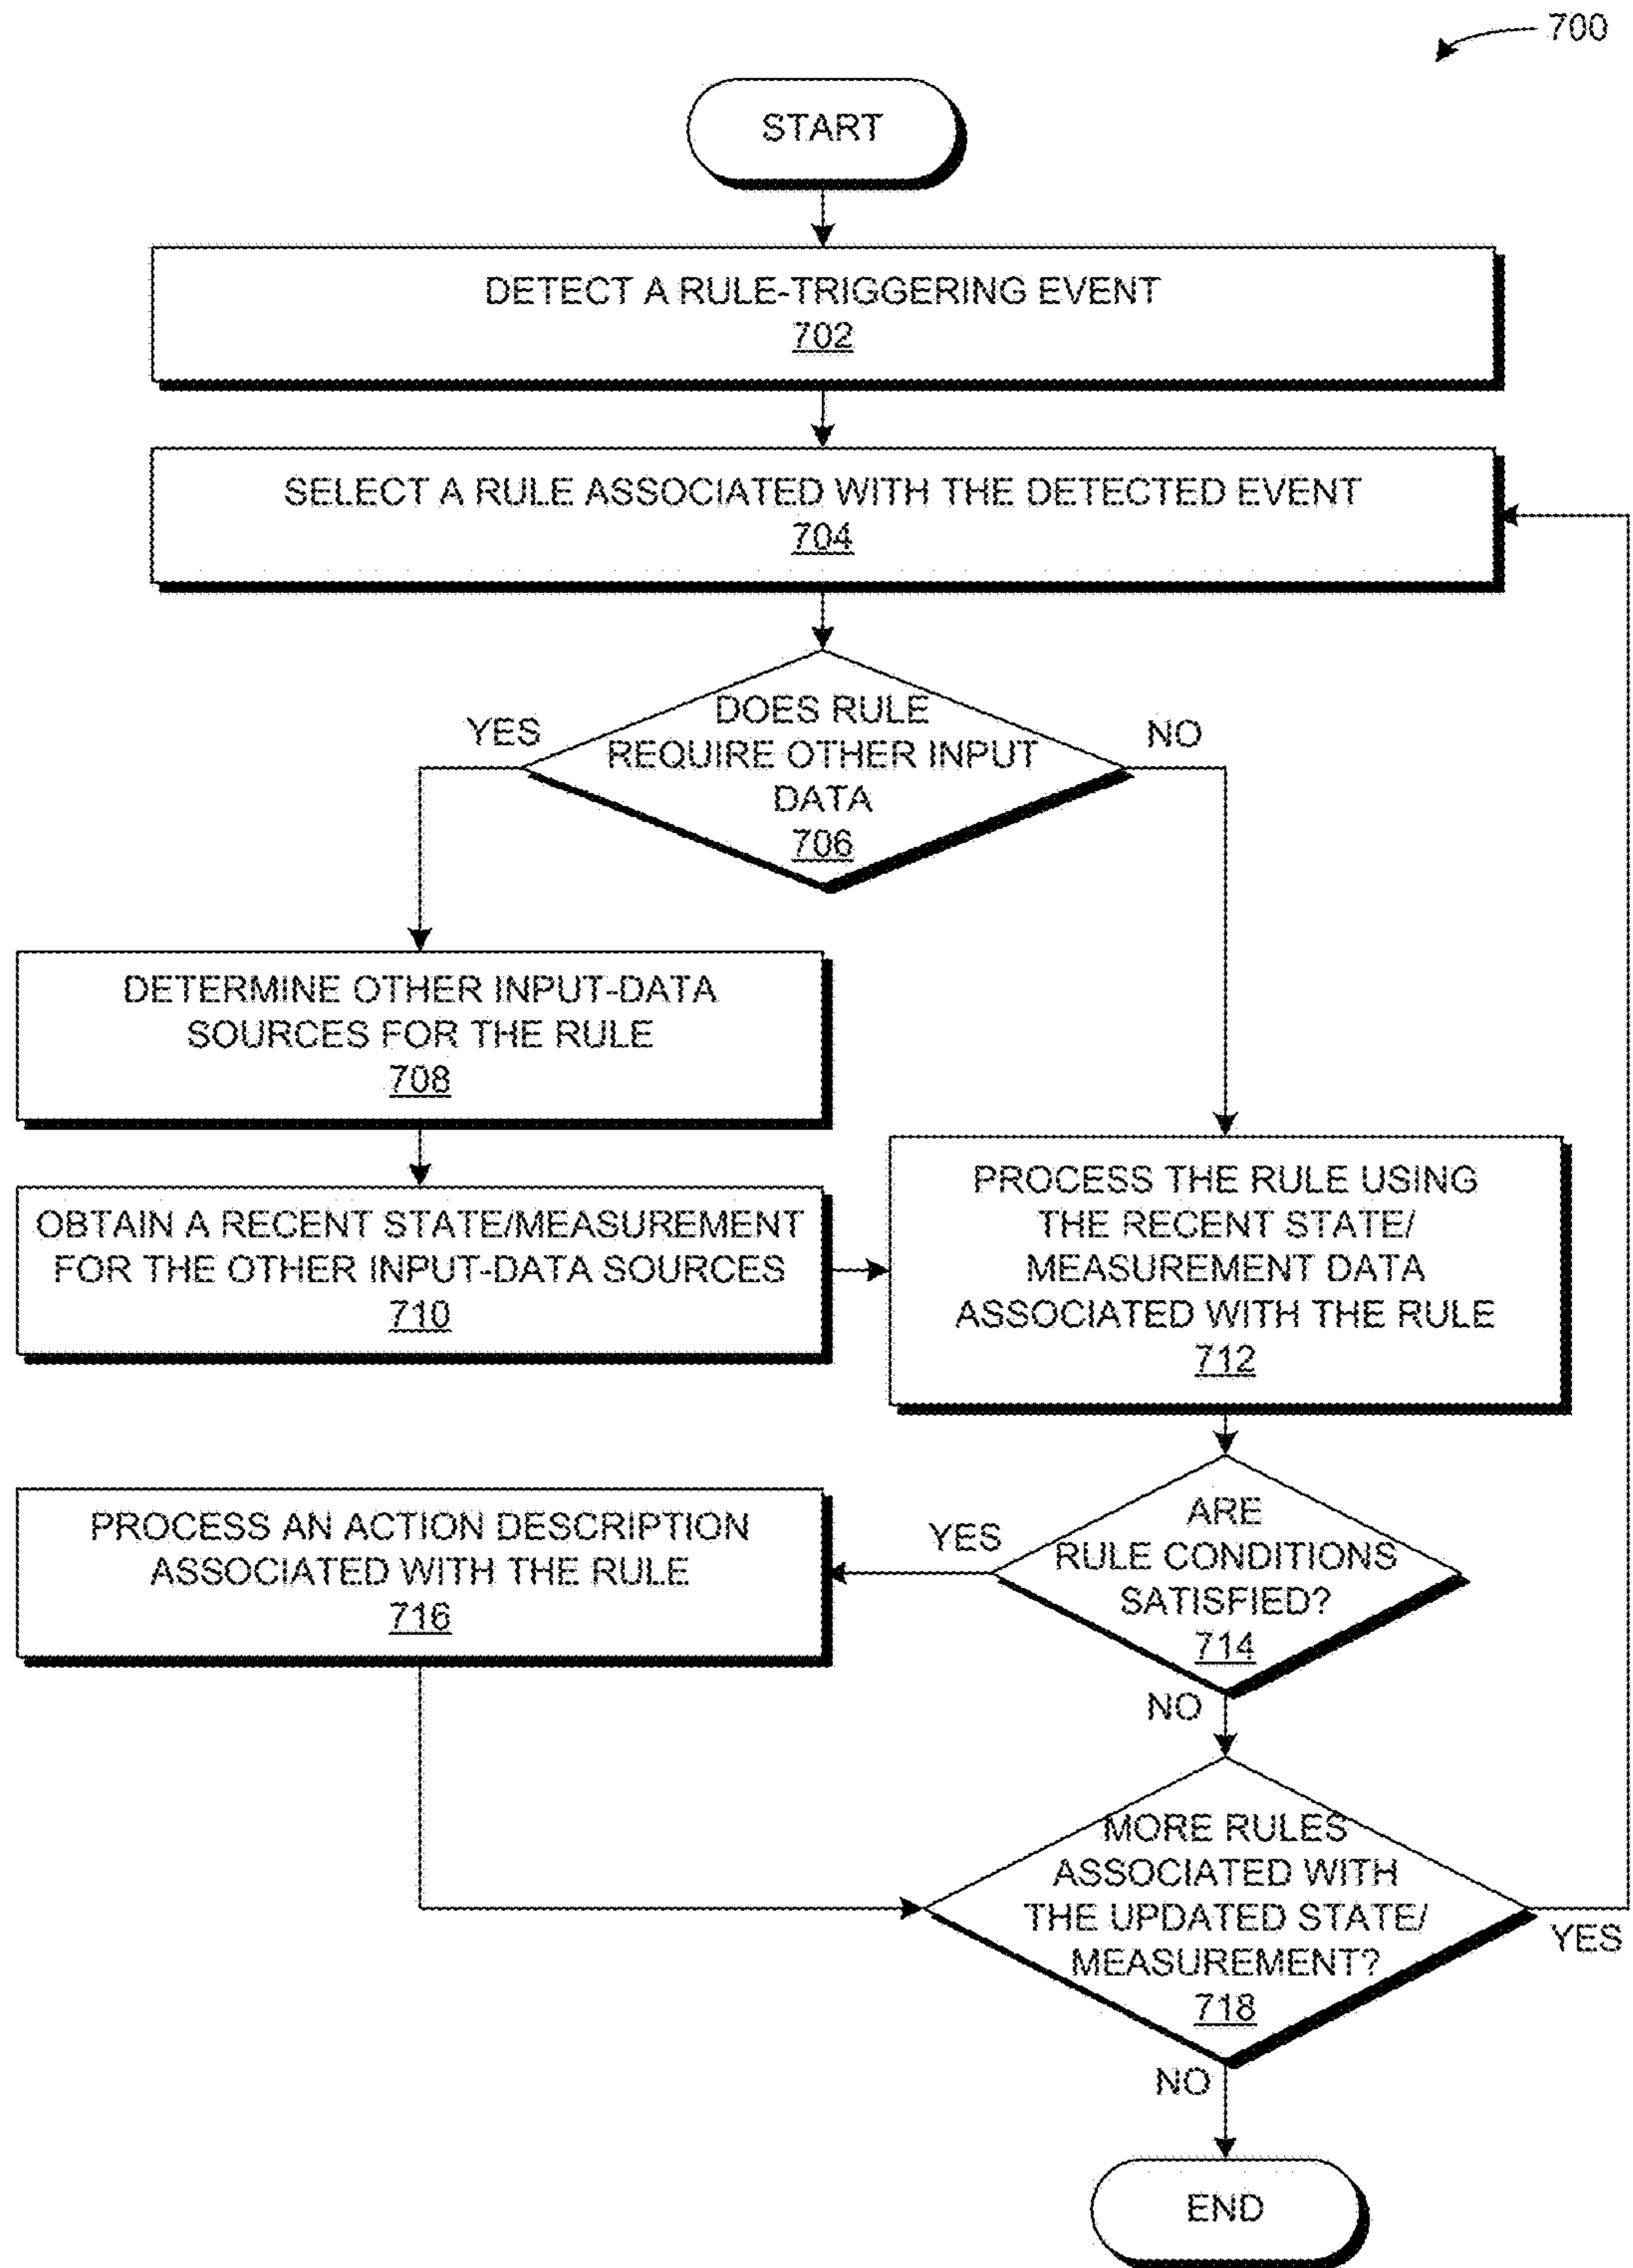 700
START
DETECT A RULE-TRIGGERING EVENT
702
SELECT A RULE ASSOCIATED WITH THE DETECTED EVENT
704
DOES RULE
REQUIRE OTHER INPUT
DATA
706
YES
NO
DETERMINE OTHER INPUT-DATA
SOURCES FOR THE RULE
708
OBTAIN A RECENT STATE/MEASUREMENT
FOR THE OTHER INPUT-DATA SOURCES
710
PROCESS THE RULE USING
THE RECENT STATE/
MEASUREMENT DATA
ASSOCIATED WITH THE RULE
712
ARE
RULE CONDITIONS
SATISFIED?
714
YES
NO
PROCESS AN ACTION DESCRIPTION
ASSOCIATED WITH THE RULE
716
MORE RULES
ASSOCIATED WITH
THE UPDATED STATE/
MEASUREMENT?
718
YES
NO
END